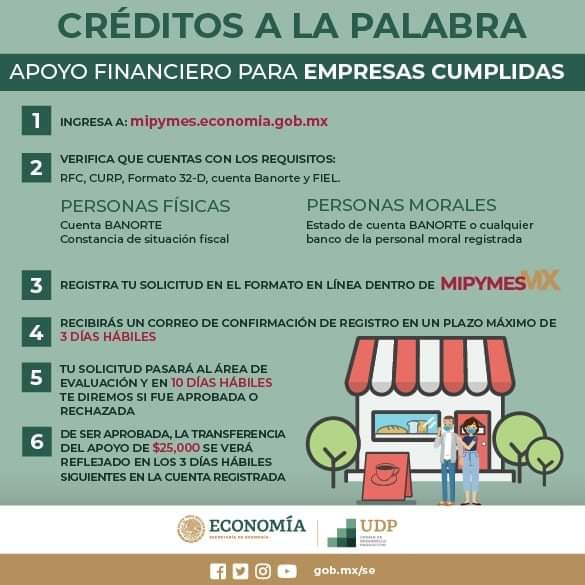 CRÉDITOS A LA PALABRA
APOYO FINANCIERO PARA EMPRESAS CUMPLIDAS
1 INGRESA A: mipymes.economia.gob.mx
2 VERIFICA QUE CUENTAS CON LOS REQUISITOS:
RFC, CURP, Formato 32-D, cuenta Banorte y FIEL.
PERSONAS FÍSICAS
Cuenta BANORTE
Constancia de situación fiscal
PERSONAS MORALES
Estado de cuenta BANORTE o cualquier
banco de la personal moral registrada
3 REGISTRA TU SOLICITUD EN EL FORMATO EN LÍNEA DENTRO DE MIPYMESMX
4 RECIBIRÁS UN CORREO DE CONFIRMACIÓN DE REGISTRO EN UN PLAZO MÁXIMO DE
3 DÍAS HÁBILES
5 TU SOLICITUD PASARÁ AL ÁREA DE
EVALUACIÓN Y EN 10 DÍAS HÁBILES
TE DIREMOS SI FUE APROBADA O
RECHAZADA
6 DE SER APROBADA, LA TRANSFERENCIA
DEL APOYO DE $25,000 SE VERÁ
REFLEJADO EN LOS 3 DÍAS HÁBILES
SIGUIENTES EN LA CUENTA REGISTRADA
ECONOMÍA
SECRETARÍA DE ECONOMÍA
UDP
UNIDAD DE
DESARROLLO
PRODUCTIVO
gob.mx/se